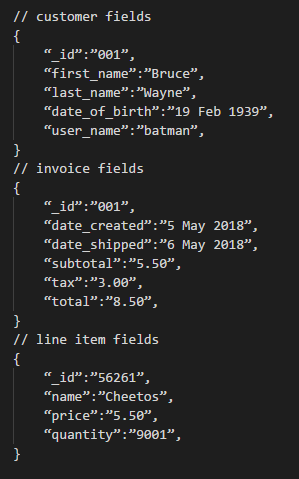 // customer fields
{
“_id”:”001”,
“first_name”:”Bruce”,
“last_name”:”Wayne”,
“date_of_birth”:”19 Feb 1939”,
“user_name”:”batman”,
}
// invoice fields
{
“_id”:”001”,
“date_created”:”5 May 2018”,
“date_shipped”:”6 May 2018”,
“subtotal”:”5.50”,
“tax”:”3.00”,
“total”:”8.50”,
}
// line item fields
{
“_id”:”56261”,
“name”:”Cheetos”,
“price”:”5.50”,
“quantity”:”9001”,
}